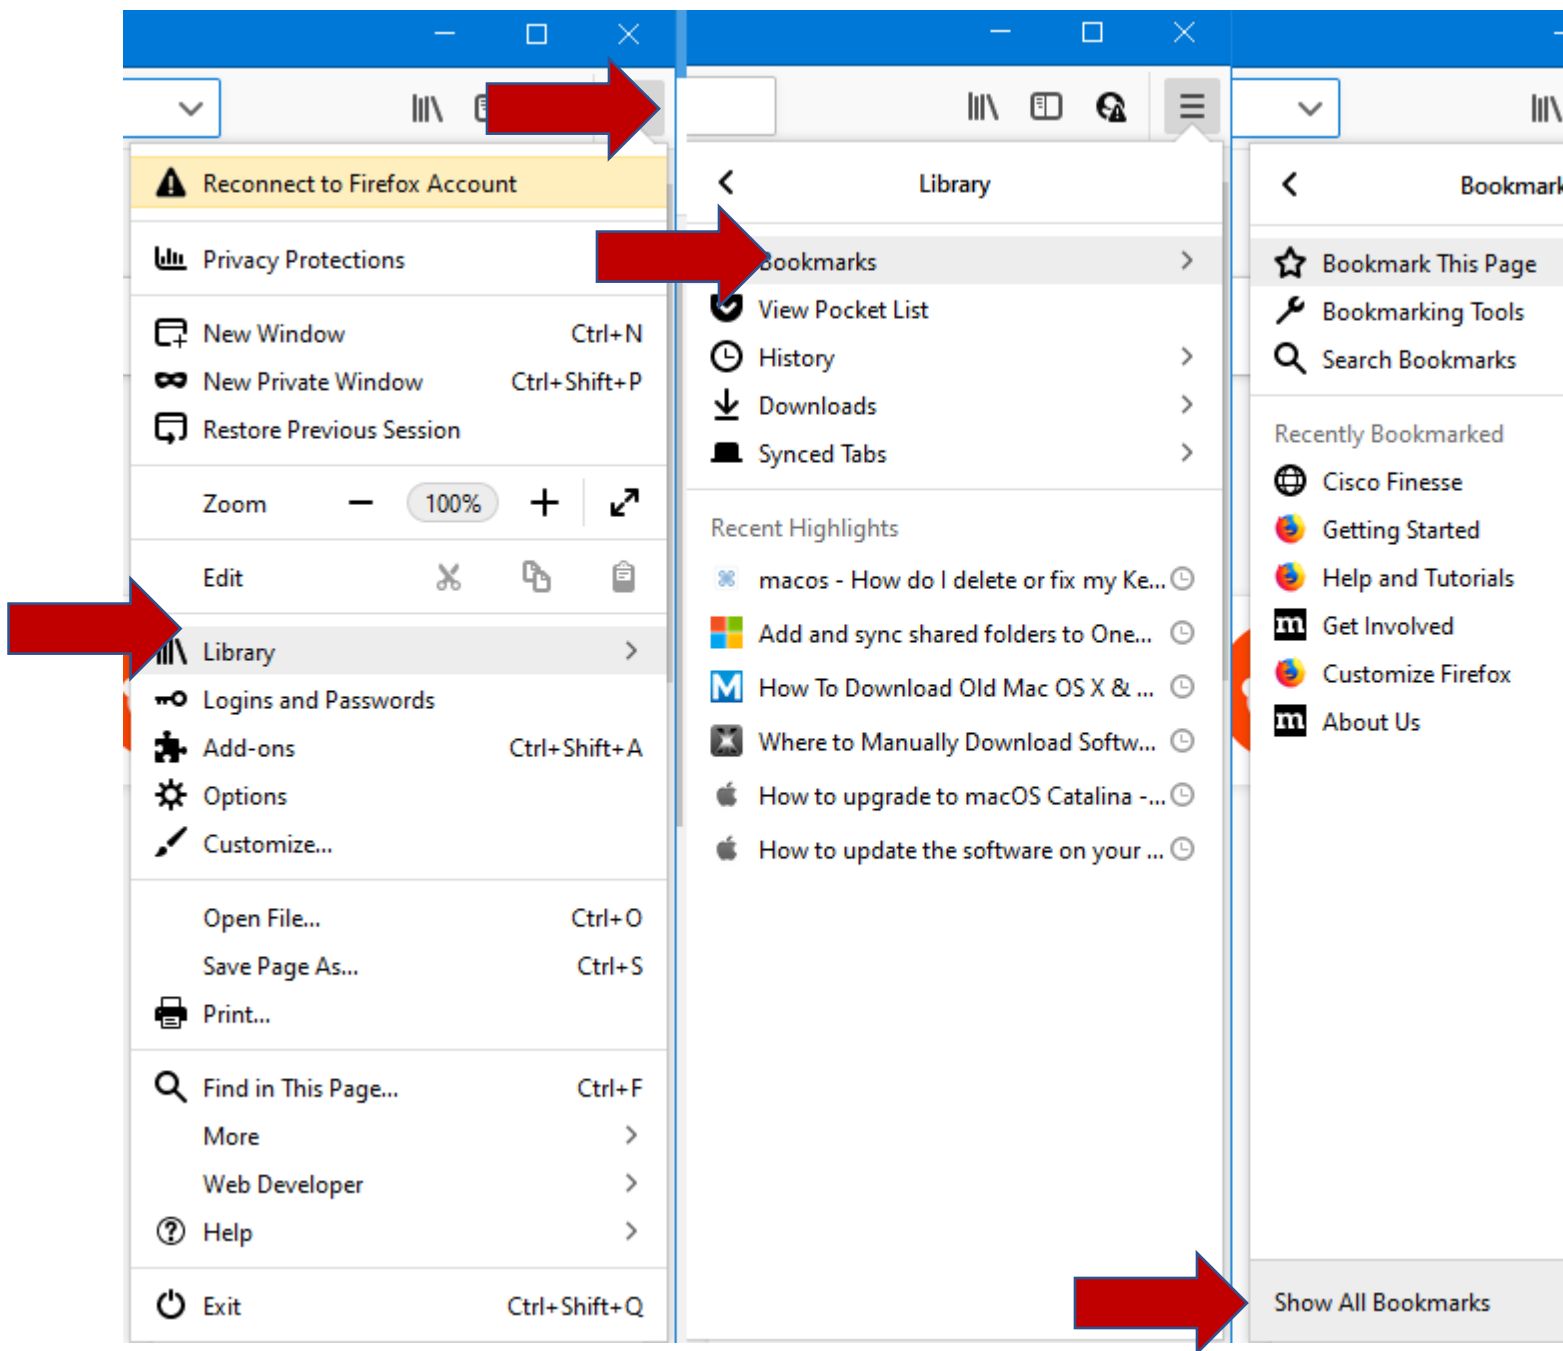 Reconnect to Firefox Account
Privacy Protections
New Window Ctrl+N
New Private Window Ctrl+Shift+P
Restore Previous Session
Zoom 100%
Edit
Library
Logins and Passwords
Add-ons Ctrl+Shift+A
Options
Customize...
Open File... Ctrl+O
Save Page As... Ctrl+S
Print...
Find in This Page... Ctrl+F
More
Web Developer
Help
Exit Ctrl+Shift+Q
Library
Bookmarks
View Pocket List
History
Downloads
Synced Tabs
Recent Highlights
macos - How do I delete or fix my Ke...
Add and sync shared folders to One...
How To Download Old Mac OS X & ...
Where to Manually Download Softw...
How to upgrade to macOS Catalina -...
How to update the software on your ...
Bookmark
Bookmark This Page
Bookmarking Tools
Search Bookmarks
Recently Bookmarked
Cisco Finesse
Getting Started
Help and Tutorials
Get Involved
Customize Firefox
About Us
Show All Bookmarks